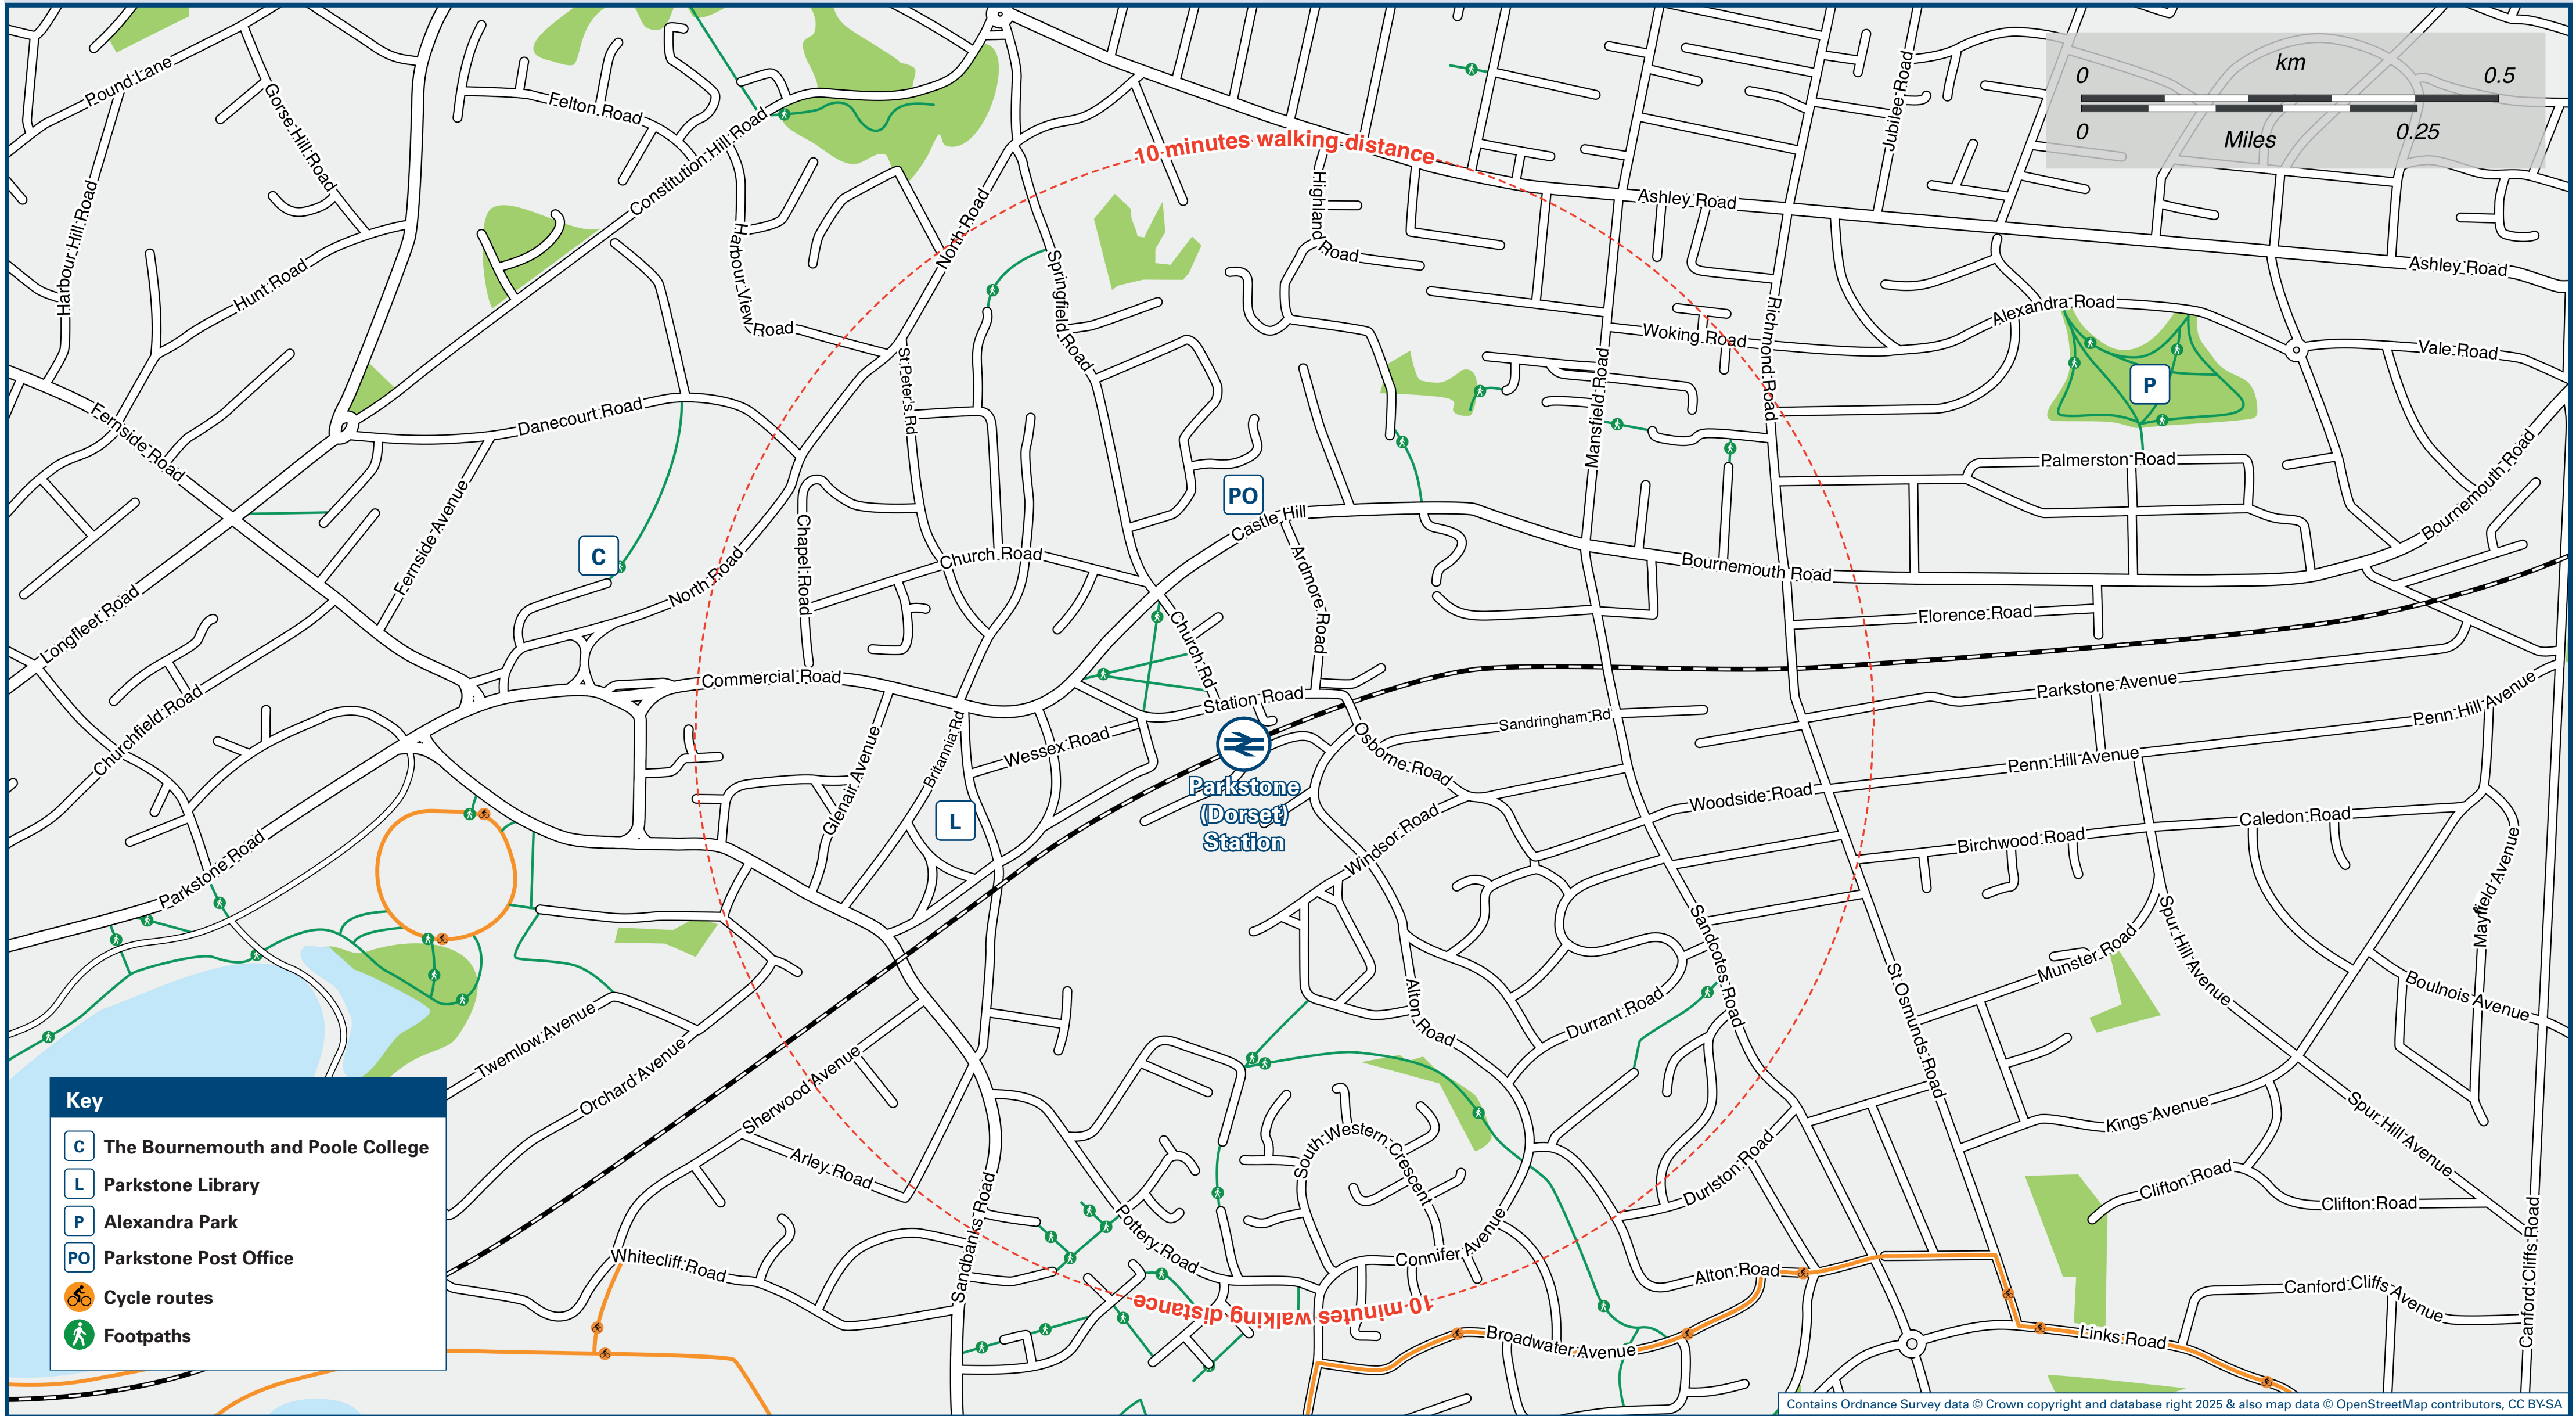 10 minutes walking distance
0
km
0.5
0
Miles
0.25
Pound Lane
Gorse Hill Road
Felton Road
Constitution Hill Road
Harbour Hill Road
Hunt Road
Harbour View
Road
North Road
Springfield Road
Highland
Road
Ashley Road
Jubilee Road
Ashley Road
Alexandra Road
Woking Road
Richmond Road
Mansfield Road
Vale Road
P
St Peter's Rd
Danecourt Road
Fernside Road
Fernside Avenue
Longfleet Road
Palmerston Road
Bournemouth Road
PO
Castle Hill
C
Chapel Road
Church Road
North Road
Ardmore Road
Bournemouth Road
Florence Road
Church Rd
Commercial Road
Station Road
Churchfield Road
Parkstone Avenue
Penn Hill Avenue
Sandringham Rd
Osborne Road
Wessex Road
Britannia Rd
Glenair Avenue
Penn Hill Avenue
Woodside Road
Parkstone
(Dorset)
Station
L
Windsor Road
Birchwood Road
Caledon Road
Mayfield Avenue
Parkstone Road
Sandcotes Road
Spur Hill Avenue
Munster Road
Boulnois Avenue
St Osmunds Road
Alton Road
Durrant Road
Twemlow Avenue
Orchard Avenue
Sherwood Avenue
Arley Road
Kings Avenue
Spur Hill Avenue
South Western
Crescent
Durlston Road
Clifton Road
Clifton Road
Pottery Road
Sandbanks Road
Whitecliff Road
Connifer Avenue
Alton Road
Canford Cliffs Avenue
Canford Cliffs Road
10 minutes walking distance
Broadwater Avenue
Links Road
Key
C The Bournemouth and Poole College
L Parkstone Library
P Alexandra Park
PO Parkstone Post Office
Cycle routes
Footpaths
Contains Ordnance Survey data © Crown copyright and database right 2025 & also map data © OpenStreetMap contributors, CC BY-SA